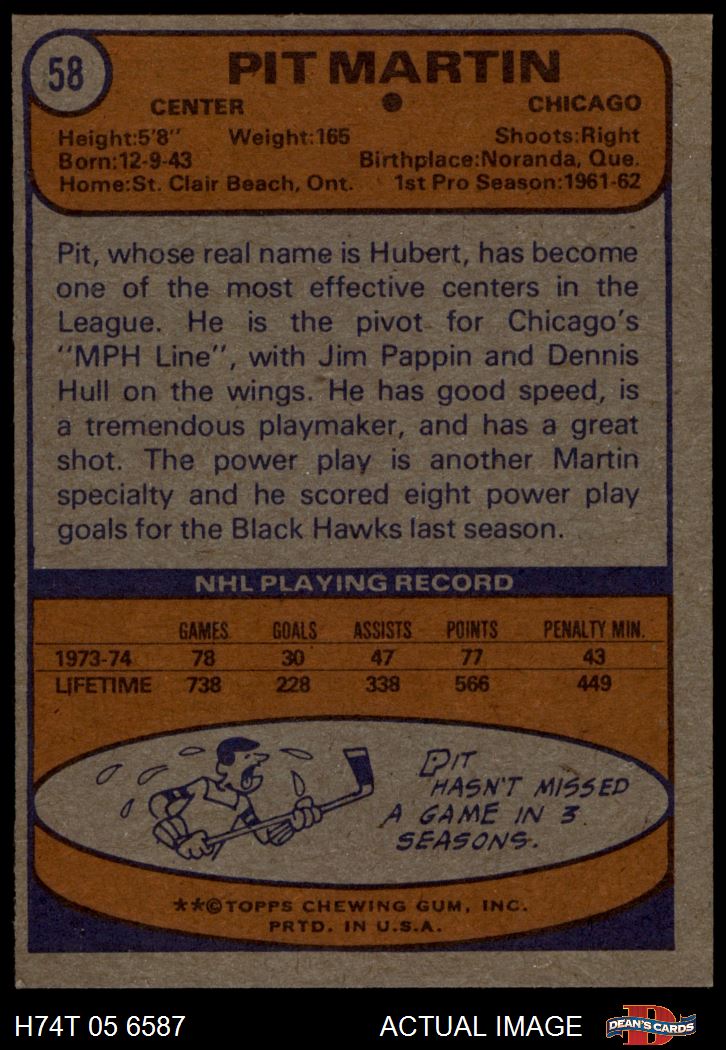 58
PIT MARTIN
CENTER CHICAGO
Height:5'8" Weight:165 Shoots:Right
Born:12-9-43 Birthplace:Noranda, Que.
Home:St. Clair Beach, Ont. 1st Pro Season:1961-62
Pit, whose real name is Hubert, has become
one of the most effective centers in the
League. He is the pivot for Chicago's
"MPH Line", with Jim Pappin and Dennis
Hull on the wings. He has good speed, is
a tremendous playmaker, and has a great
shot. The power play is another Martin
specialty and he scored eight power play
goals for the Black Hawks last season.
NHL PLAYING RECORD
GAMES GOALS ASSISTS POINTS PENALTY MIN.
1973-74 78 30 47 77 43
LIFETIME 738 228 338 566 449
PIT
HASN'T MISSED
A GAME IN 3
SEASONS.
**©TOPPS CHEWING GUM, INC.
PRTD. IN U.S.A.
H74T 05 6587 ACTUAL IMAGE D DEAN'S CARDS